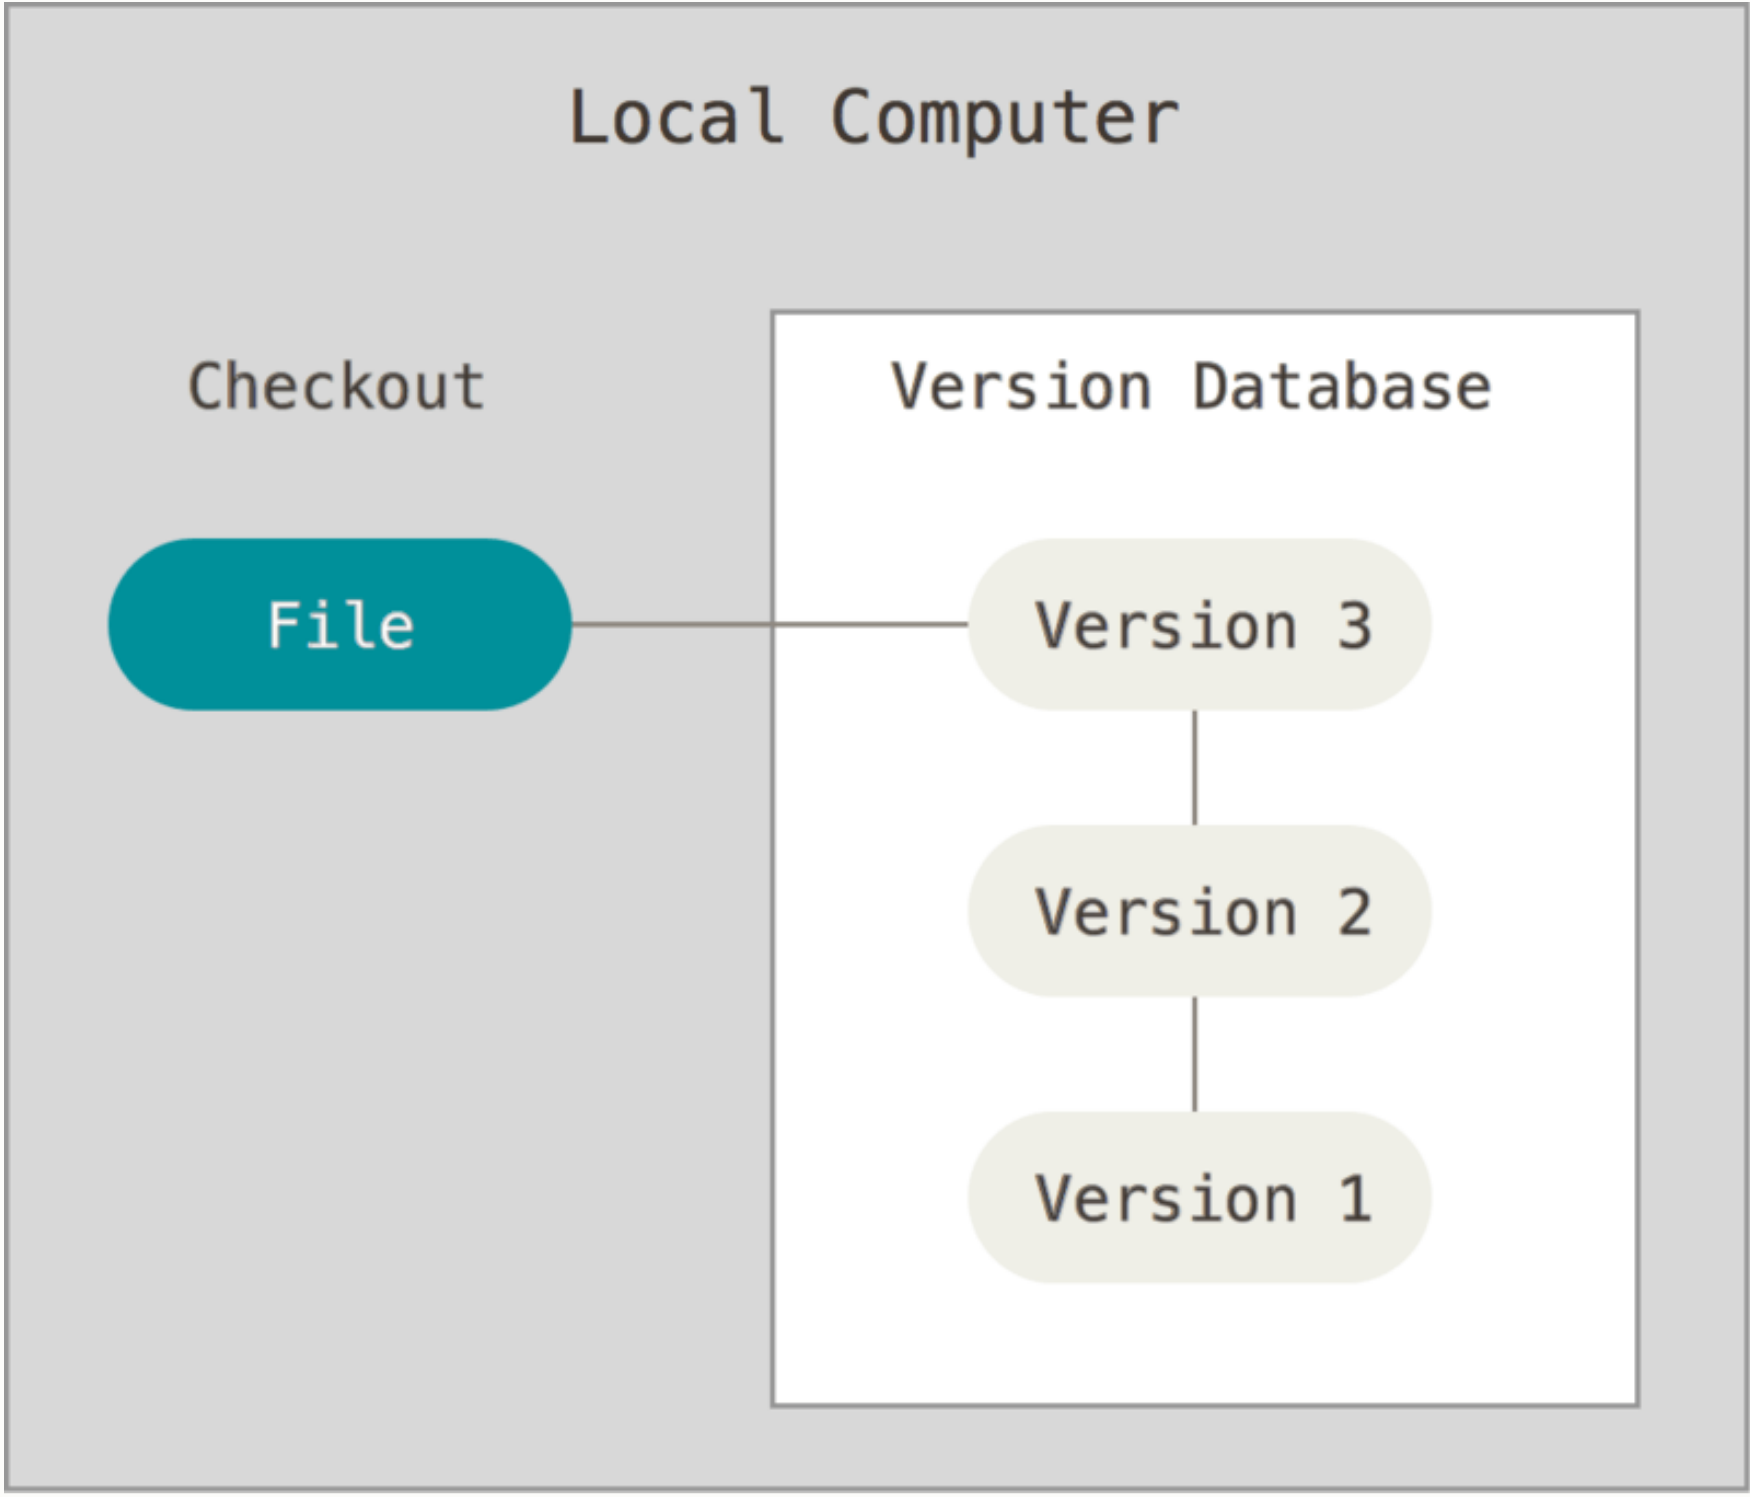 Local Computer
Checkout
Version Database
File
Version 3
Version 2
Version 1